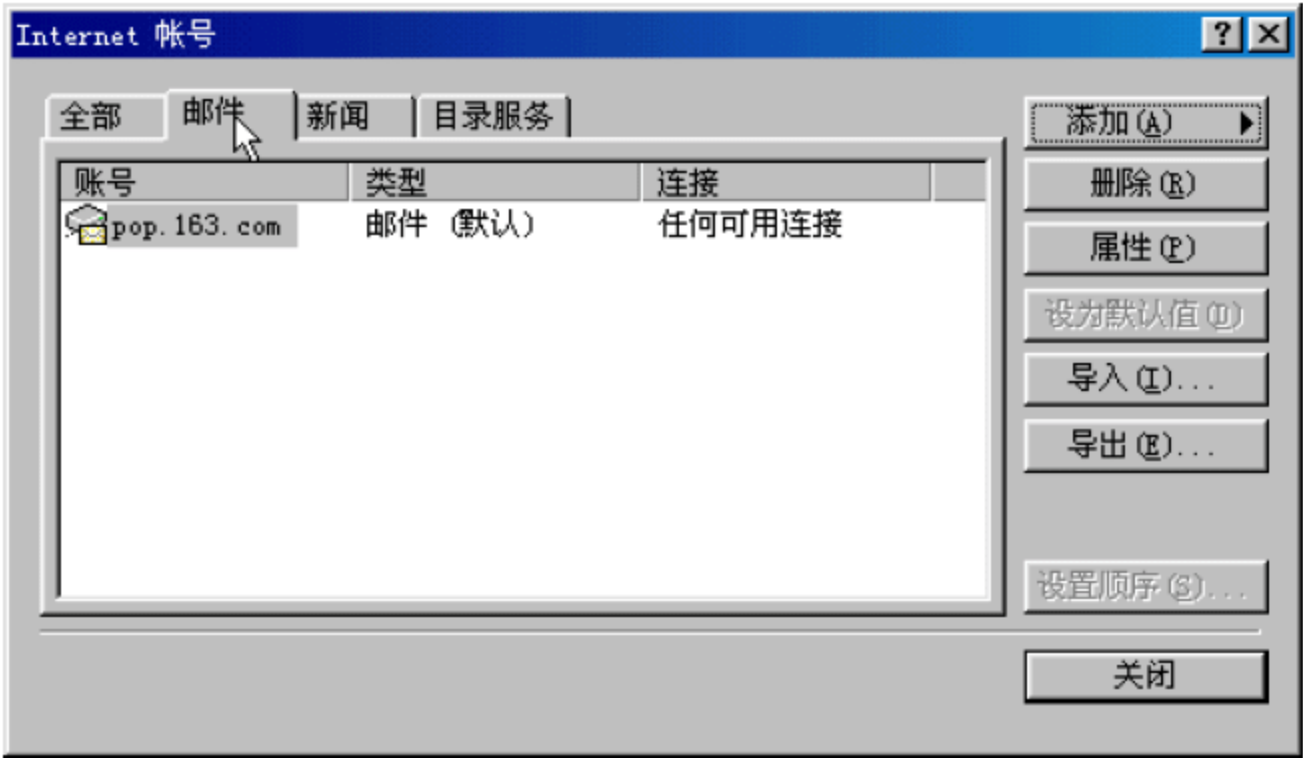 Internet 帐号
全部 邮件 新闻 目录服务
账号 类型 连接
pop.163.com 邮件 (默认) 任何可用连接
添加(A)
删除(R)
属性(P)
设为默认值(D)
导入(I)...
导出(E)...
设置顺序(S)...
关闭